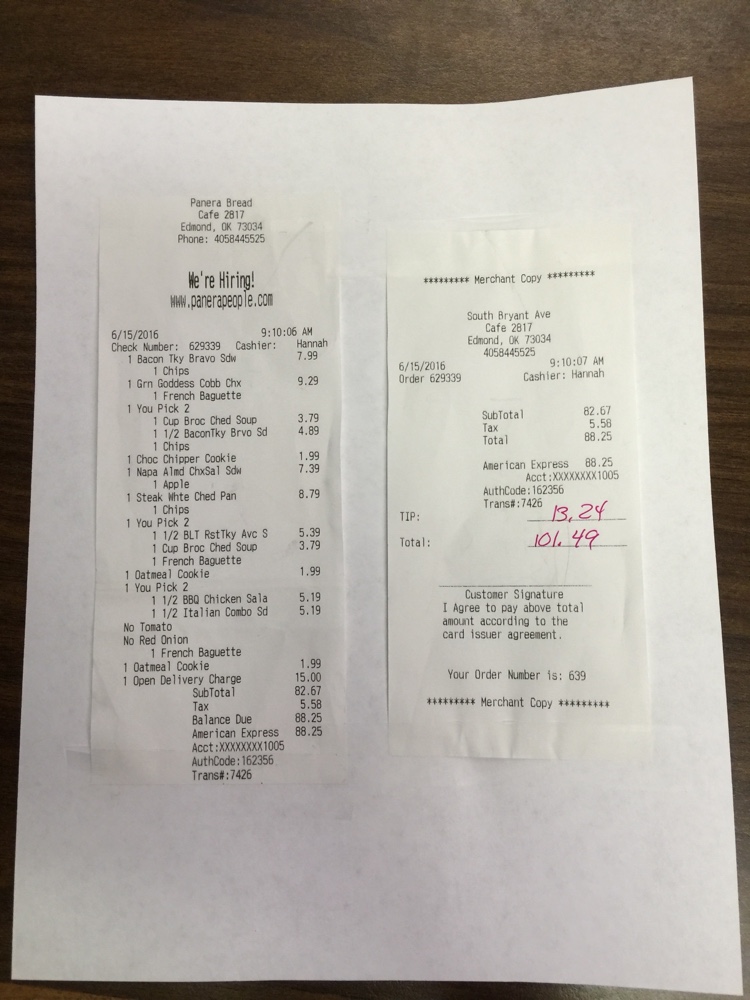 Panera Bread
Cafe 2817
Edmond, OK 73034
Phone: 4058445525
We're Hiring!
www.panerapeople.com
6/15/2016 9:10:06 AM
Check Number: 629339 Cashier: Hannah
1 Bacon Tky Bravo Sdw 7.99
1 Chips
1 Grn Goddess Cobb Chx 9.29
1 French Baguette
1 You Pick 2
1 Cup Broc Ched Soup 3.79
1 1/2 BaconTky Brvo Sd 4.89
1 Chips
1 Choc Chipper Cookie 1.99
1 Napa Almd ChxSal Sdw 7.39
1 Apple
1 Steak Whte Ched Pan 8.79
1 Chips
1 You Pick 2
1 1/2 BLT RstTky Avc S 5.39
1 Cup Broc Ched Soup 3.79
1 French Baguette
1 Oatmeal Cookie 1.99
1 You Pick 2
1 1/2 BBQ Chicken Sala 5.19
1 1/2 Italian Combo Sd 5.19
No Tomato
No Red Onion
1 French Baguette
1 Oatmeal Cookie 1.99
1 Open Delivery Charge 15.00
SubTotal 82.67
Tax 5.58
Balance Due 88.25
American Express 88.25
Acct:XXXXXXXX1005
AuthCode:162356
Trans#:7426
********* Merchant Copy *********
South Bryant Ave
Cafe 2817
Edmond, OK 73034
4058445525
6/15/2016 9:10:07 AM
Order 629339 Cashier: Hannah
SubTotal 82.67
Tax 5.58
Total 88.25
American Express 88.25
Acct:XXXXXXXX1005
AuthCode:162356
Trans#:7426
TIP: 13.24
Total: 101.49
Customer Signature
I Agree to pay above total
amount according to the
card issuer agreement.
Your Order Number is: 639
********* Merchant Copy *********